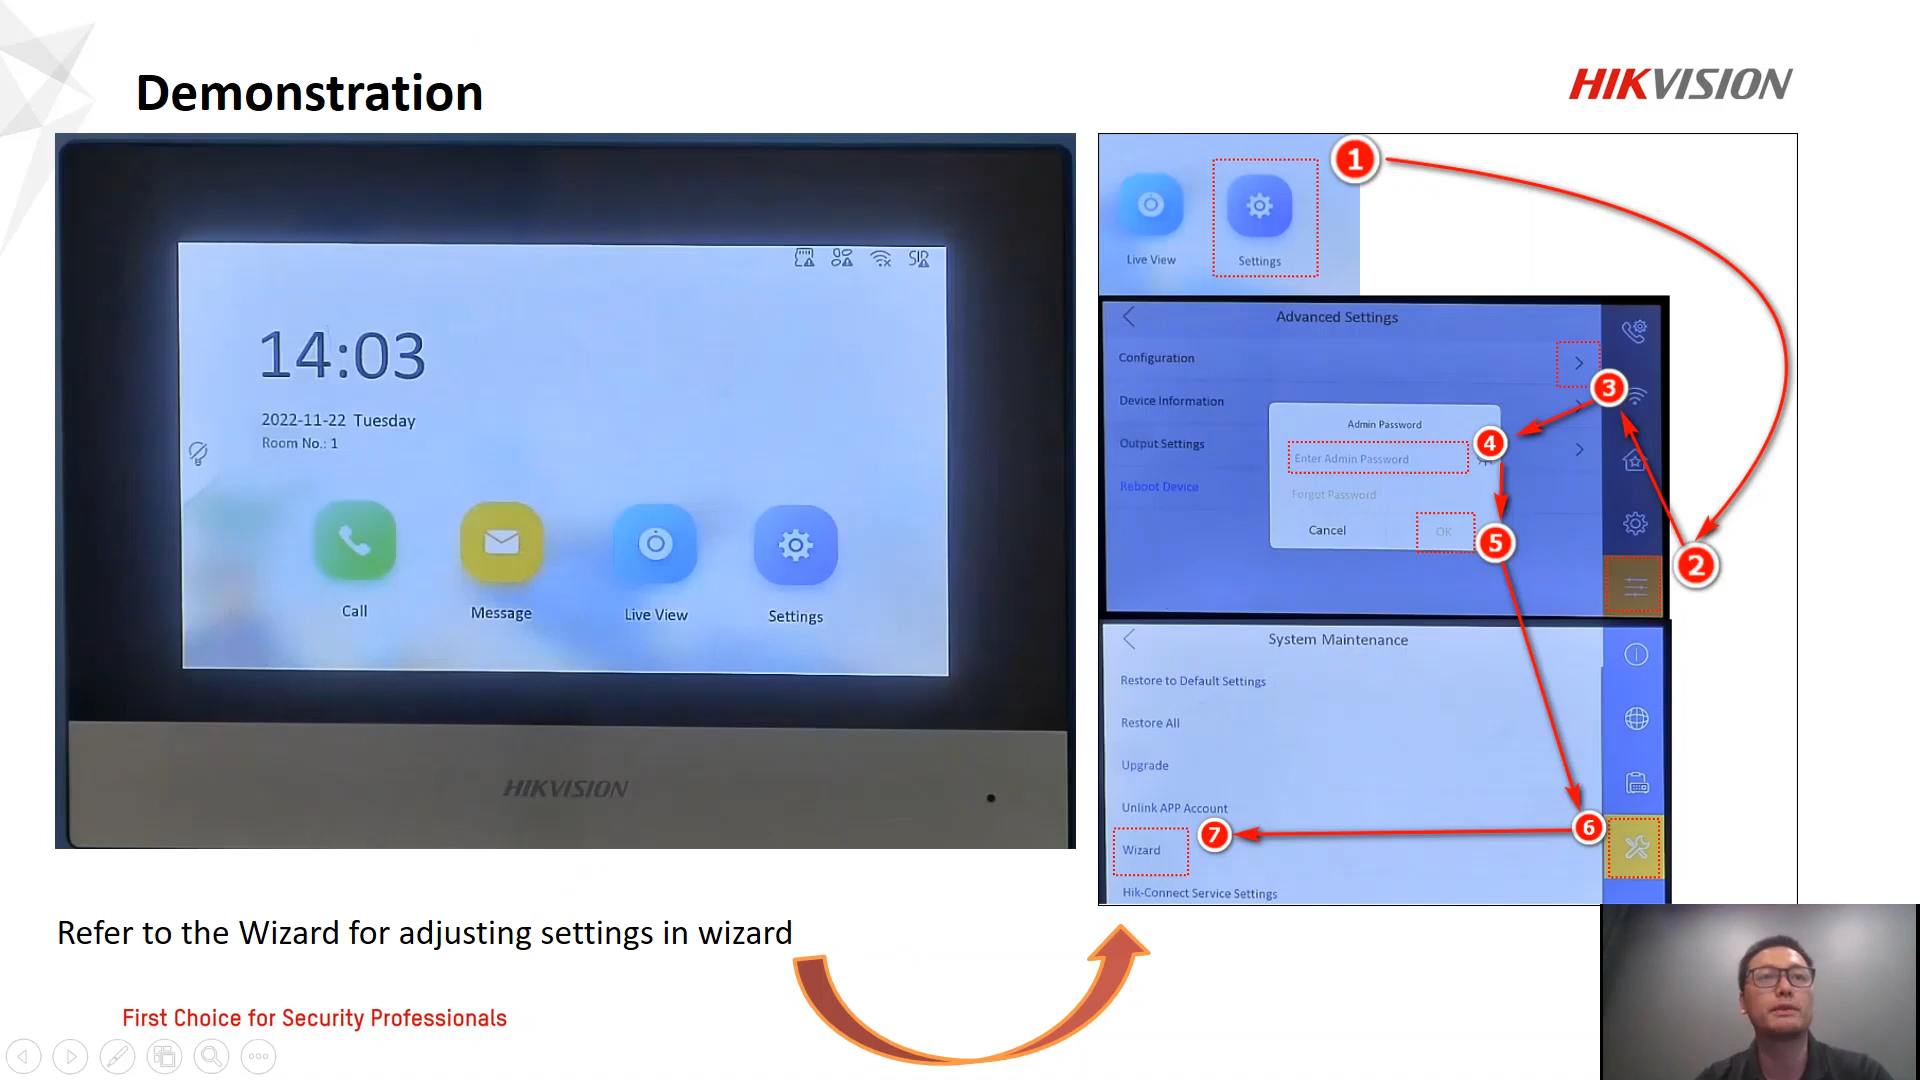 Demonstration
HIKVISION
14:03
2022-11-22 Tuesday
Room No.: 1
SIP
Call
Message
Live View
Settings
HIKVISION
1
Live View
Settings
Advanced Settings
Configuration
3
Device Information
Admin Password
Output Settings
4
Enter Admin Password
Reboot Device
Forgot Password
Cancel
OK
5
2
System Maintenance
Restore to Default Settings
Restore All
Upgrade
Unlink APP Account
6
7
Wizard
Hik-Connect Service Settings
Refer to the Wizard for adjusting settings in wizard
First Choice for Security Professionals